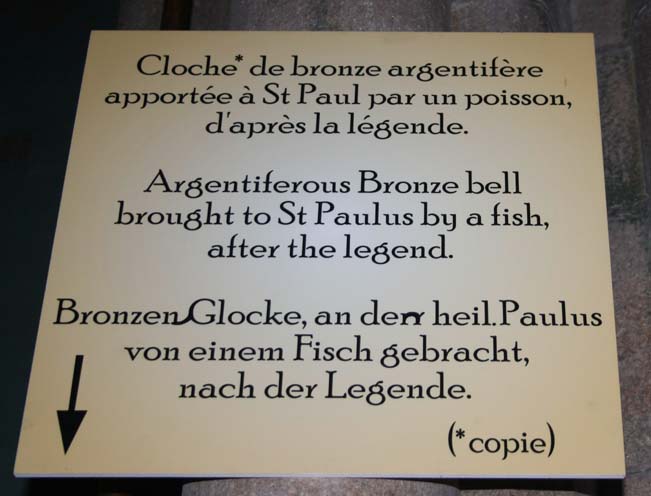 Cloche* de bronze argentifère
apportée à St Paul par un poisson,
d'après la légende.
Argentiferous Bronze bell
brought to St Paulus by a fish,
after the legend.
Bronzen Glocke, an den heil. Paulus
von einem Fisch gebracht,
nach der Legende.
(*copie)